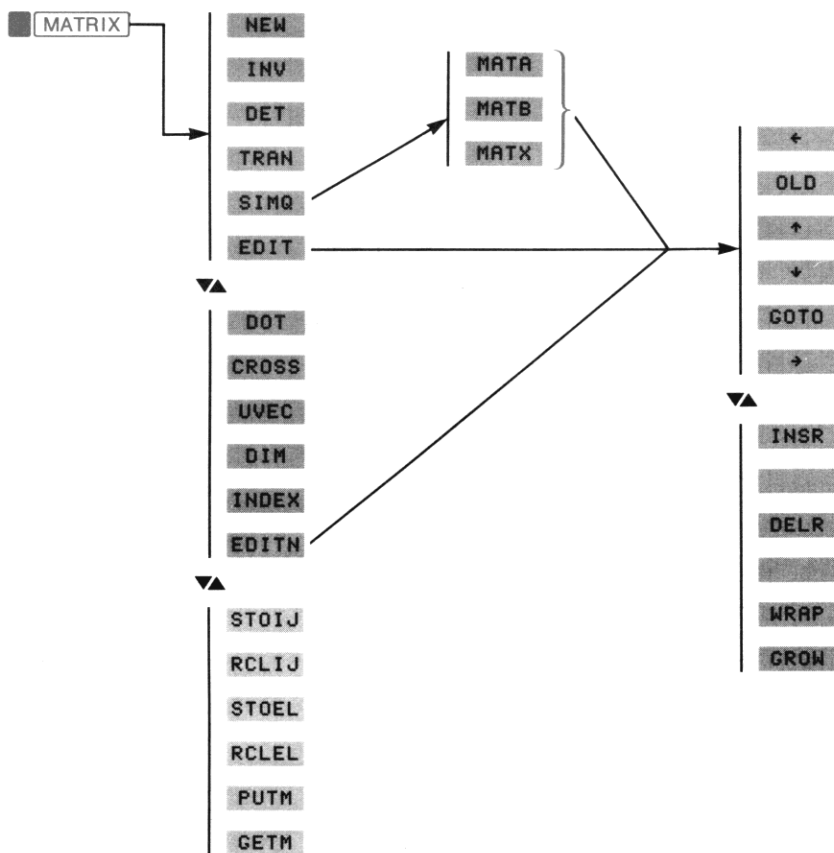 MATRIX
NEW
INV
DET
TRAN
SIMQ
EDIT
▼▲
DOT
CROSS
UVEC
DIM
INDEX
EDITN
▼▲
STOIJ
RCLIJ
STOEL
RCLEL
PUTM
GETM
MATA
MATB
MATX
←
OLD
↑
↓
GOTO
→
▼▲
INSR
DELR
WRAP
GROW